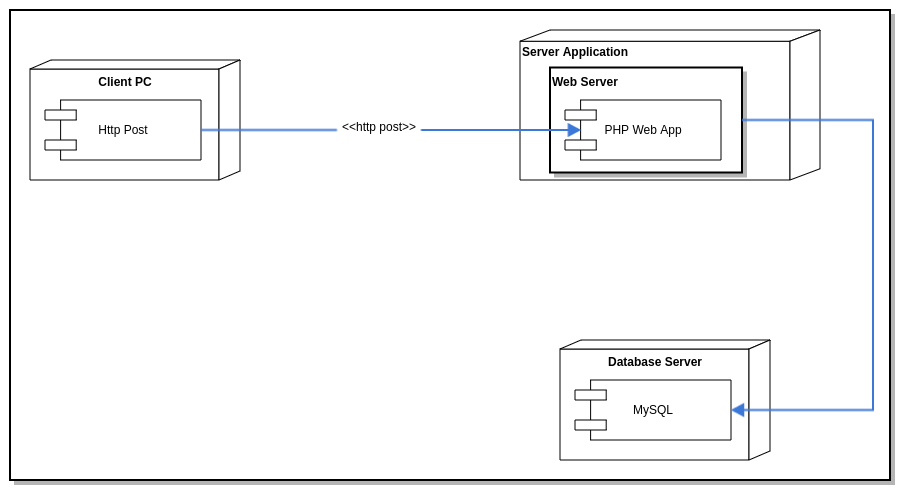 Server Application
Client PC
Web Server
Http Post
<<http post>>
PHP Web App
Database Server
MySQL